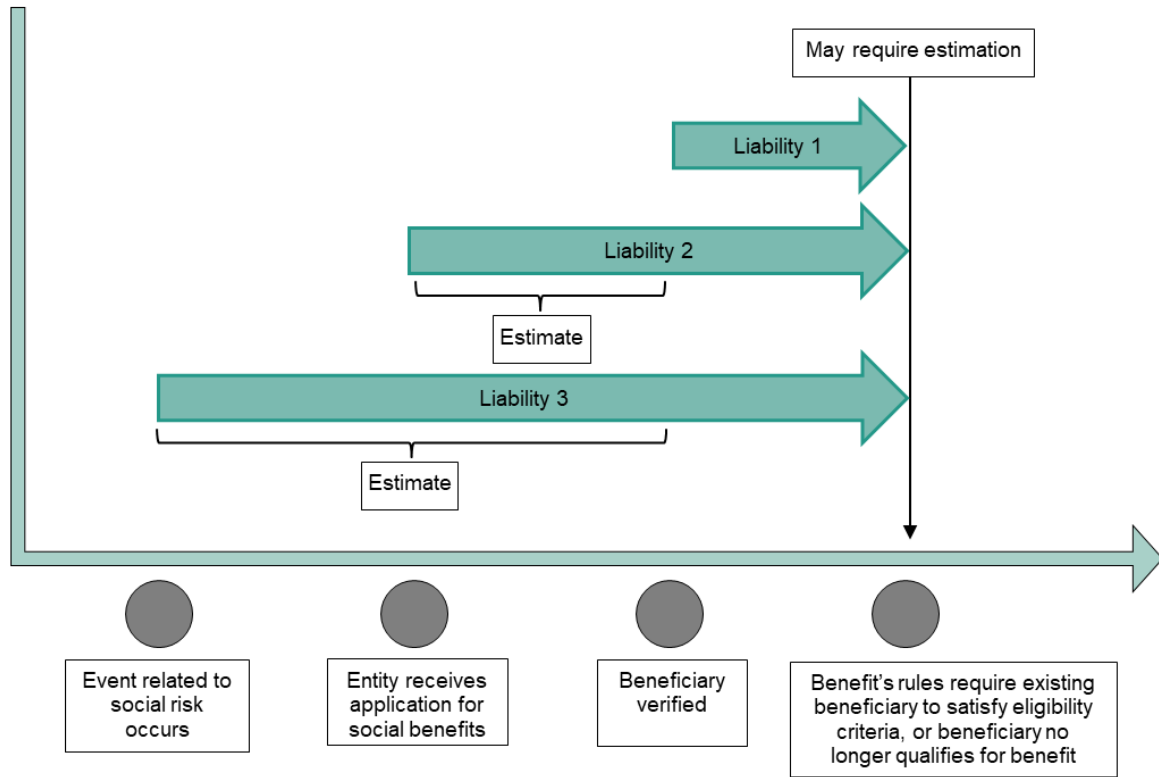 May require estimation
Liability 1
Liability 2
Estimate
Liability 3
Estimate
Event related to
social risk
occurs
Entity receives
application for
social benefits
Beneficiary
verified
Benefit's rules require existing
beneficiary to satisfy eligibility
criteria, or beneficiary no
longer qualifies for benefit